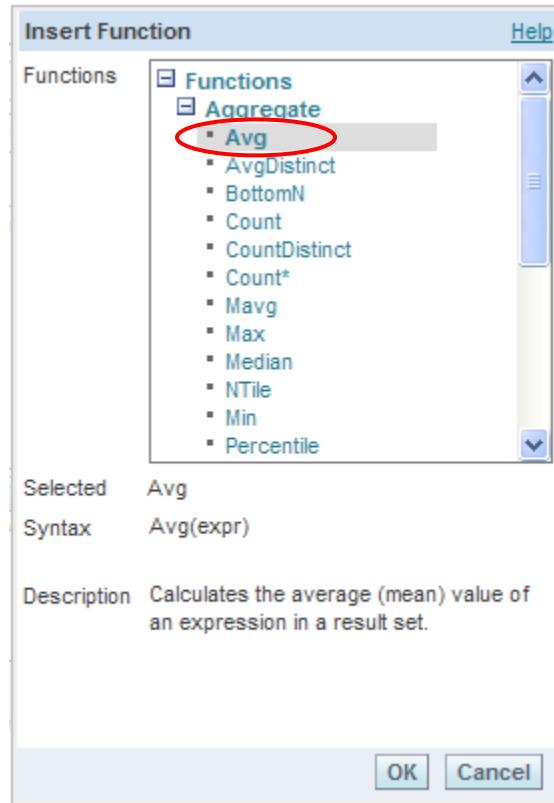 Insert Function Help
Functions
Functions
Aggregate
Avg
AvgDistinct
BottomN
Count
CountDistinct
Count*
Mavg
Max
Median
NTile
Min
Percentile
Selected Avg
Syntax Avg(expr)
Description Calculates the average (mean) value of
an expression in a result set.
OK Cancel